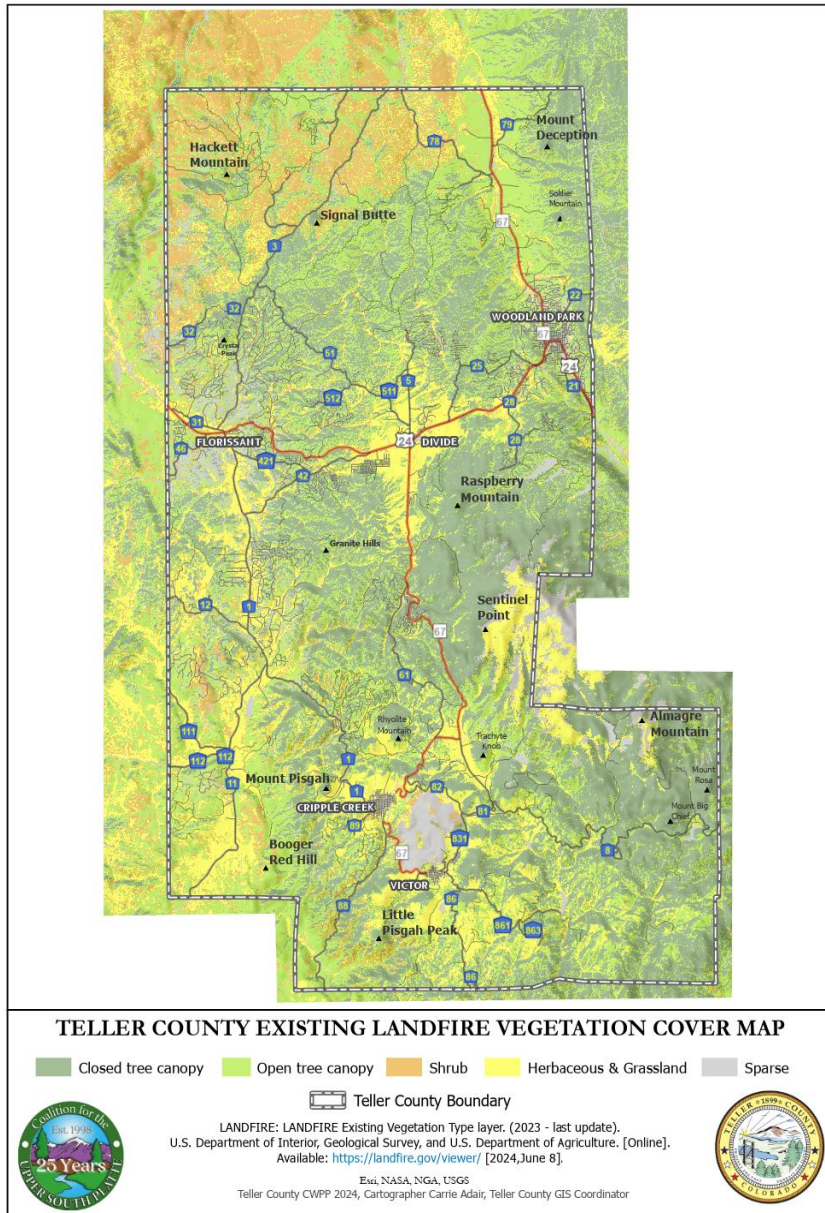 Hackett
Mountain
78
79
Mount
Deception
Soldier
Mountain
Signal Butte
67
3
22
32
WOODLAND PARK
32
67
Crystal
Peak
51
5
25
24
512
511
21
28
31
FLORISSANT
24
DIVIDE
28
46
421
42
Raspberry
Mountain
Granite Hills
12
1
Sentinel
Point
67
61
Almagre
Mountain
111
Rhyolite
Mountain
Trachyte
Knob
112
112
1
Mount
Rosa
11
Mount Pisgah
1
82
CRIPPLE CREEK
81
Mount Big
Chief
89
831
67
8
Booger
Red Hill
VICTOR
88
86
Little
Pisgah Peak
861
863
86
TELLER COUNTY EXISTING LANDFIRE VEGETATION COVER MAP
Closed tree canopy Open tree canopy Shrub Herbaceous & Grassland Sparse
Teller County Boundary
LANDFIRE: LANDFIRE Existing Vegetation Type layer. (2023 - last update).
U.S. Department of Interior, Geological Survey, and U.S. Department of Agriculture. [Online].
Available: https://landfire.gov/viewer/ [2024,June 8].
Esri, NASA, NGA, USGS
Teller County CWPP 2024, Cartographer Carrie Adair, Teller County GIS Coordinator
Coalition for the
Est. 1998
25 Years
UPPER SOUTH PLATTE
TELLER COUNTY
1899
COLORADO